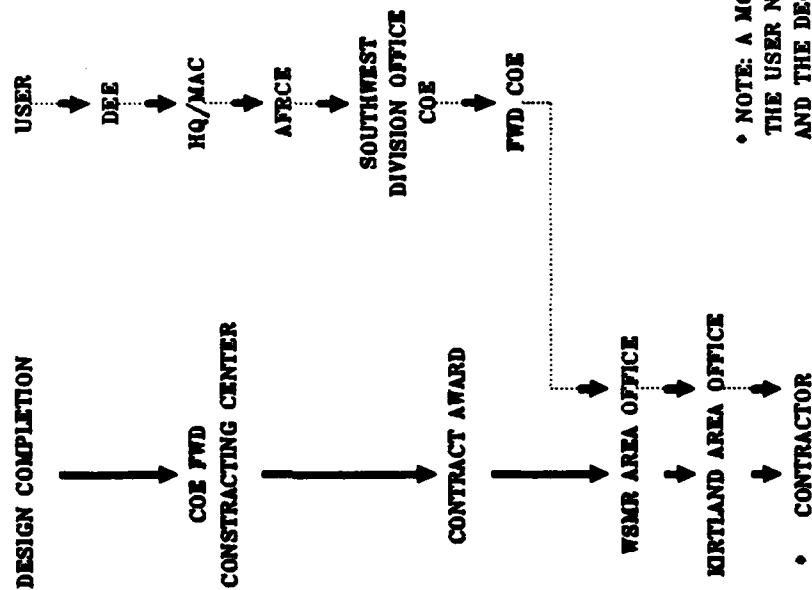 DESIGN COMPLETION
COE FWD
CONSTRACTING CENTER
CONTRACT AWARD
USER
DEE
HQ/MAC
AFRCE
SOUTHWEST
DIVISION OFFICE
COE
FWD COE
WSMR AREA OFFICE
KIRTLAND AREA OFFICE
* CONTRACTOR
* NOTE: A
THE USER
AND THE